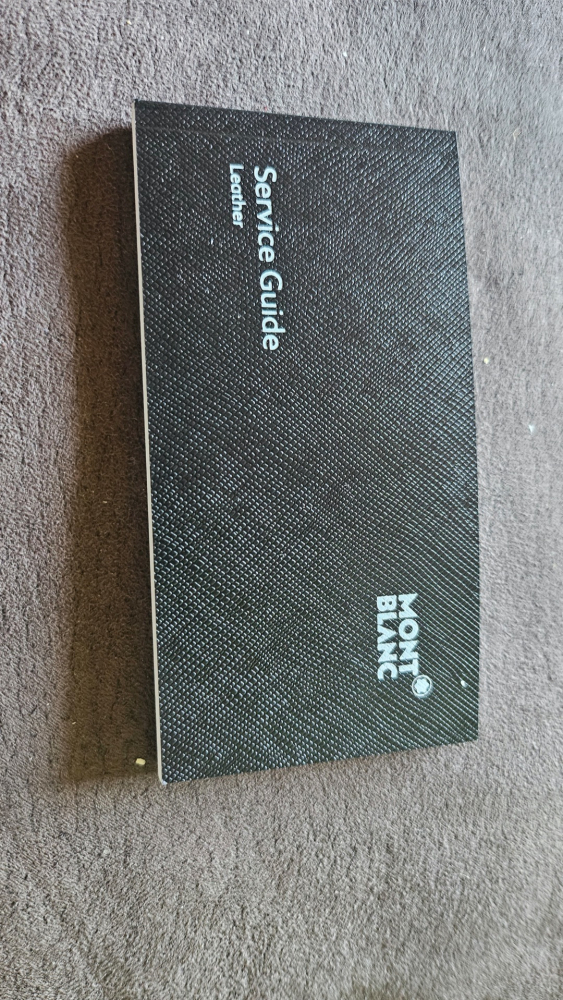 Service Guide
Leather
MONT
BLANC